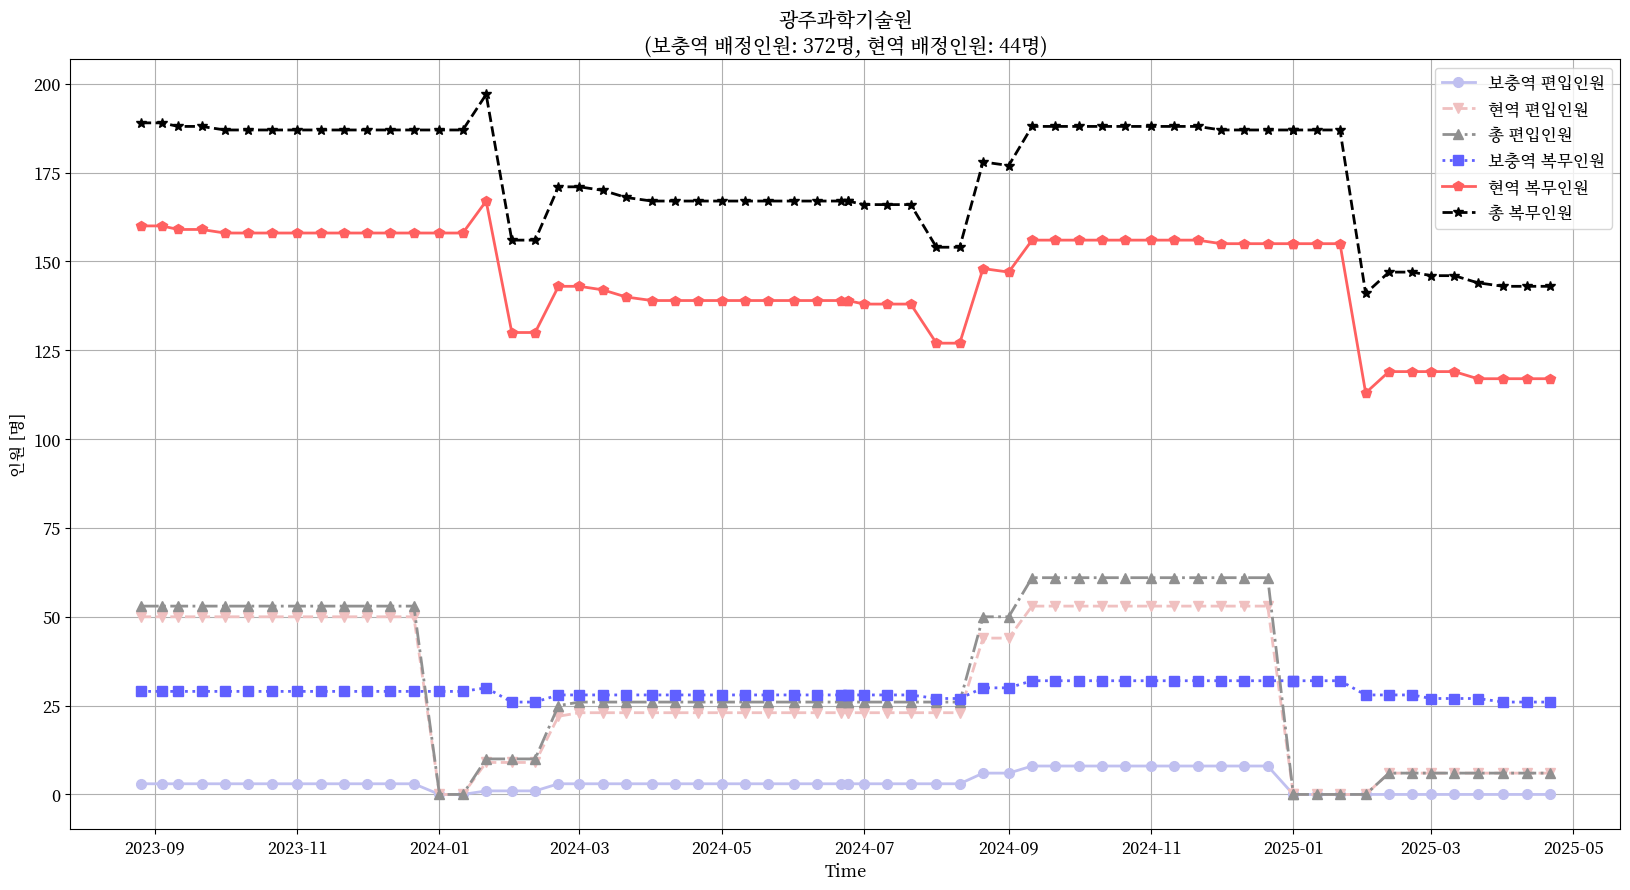 광주과학기술원
(보충역 배정인원: 372명, 현역 배정인원: 44명)
보충역 편입인원
현역 편입인원
총 편입인원
보충역 복무인원
현역 복무인원
총 복무인원
인원 [명]
200
175
150
125
100
75
50
25
0
2023-09
2023-11
2024-01
2024-03
2024-05
2024-07
2024-09
2024-11
2025-01
2025-03
2025-05
Time